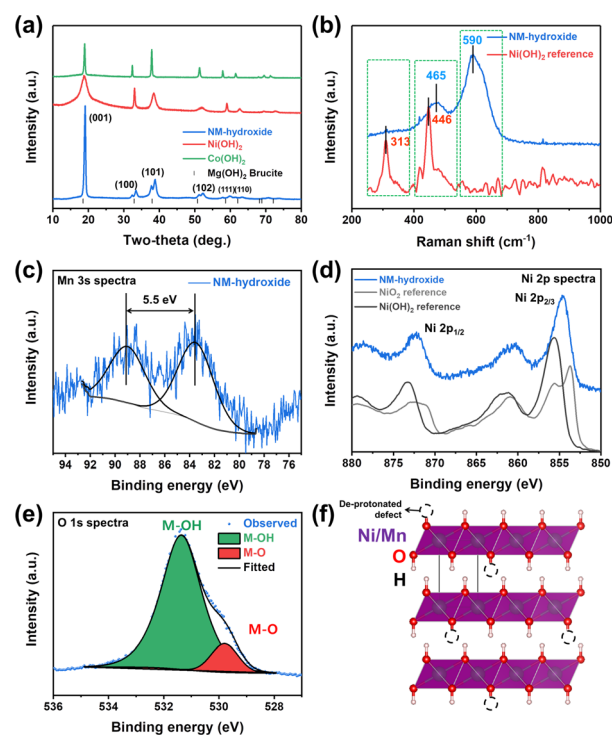 (a)
Intensity (a.u.)
(001)
(100)
(101)
(102)
(111)(110)
NM-hydroxide
Ni(OH)2
Co(OH)2
Mg(OH)2 Brucite
10 20 30 40 50 60 70 80
Two-theta (deg.)
(b)
Intensity (a.u.)
590
465
446
313
NM-hydroxide
Ni(OH)2 reference
200 400 600 800 1000
Raman shift (cm-1)
(c)
Mn 3s spectra
NM-hydroxide
5.5 eV
Intensity (a.u.)
94 92 90 88 86 84 82 80 78 76
Binding energy (eV)
(d)
NM-hydroxide
NiO2 reference
Ni(OH)2 reference
Ni 2p spectra
Ni 2p2/3
Ni 2p1/2
Intensity (a.u.)
880 875 870 865 860 855 850
Binding energy (eV)
(e)
O 1s spectra
M-OH
Observed
M-OH
M-O
Fitted
M-O
Intensity (a.u.)
536 534 532 530 528
Binding energy (eV)
(f)
De-protonated
defect
Ni/Mn
O
H